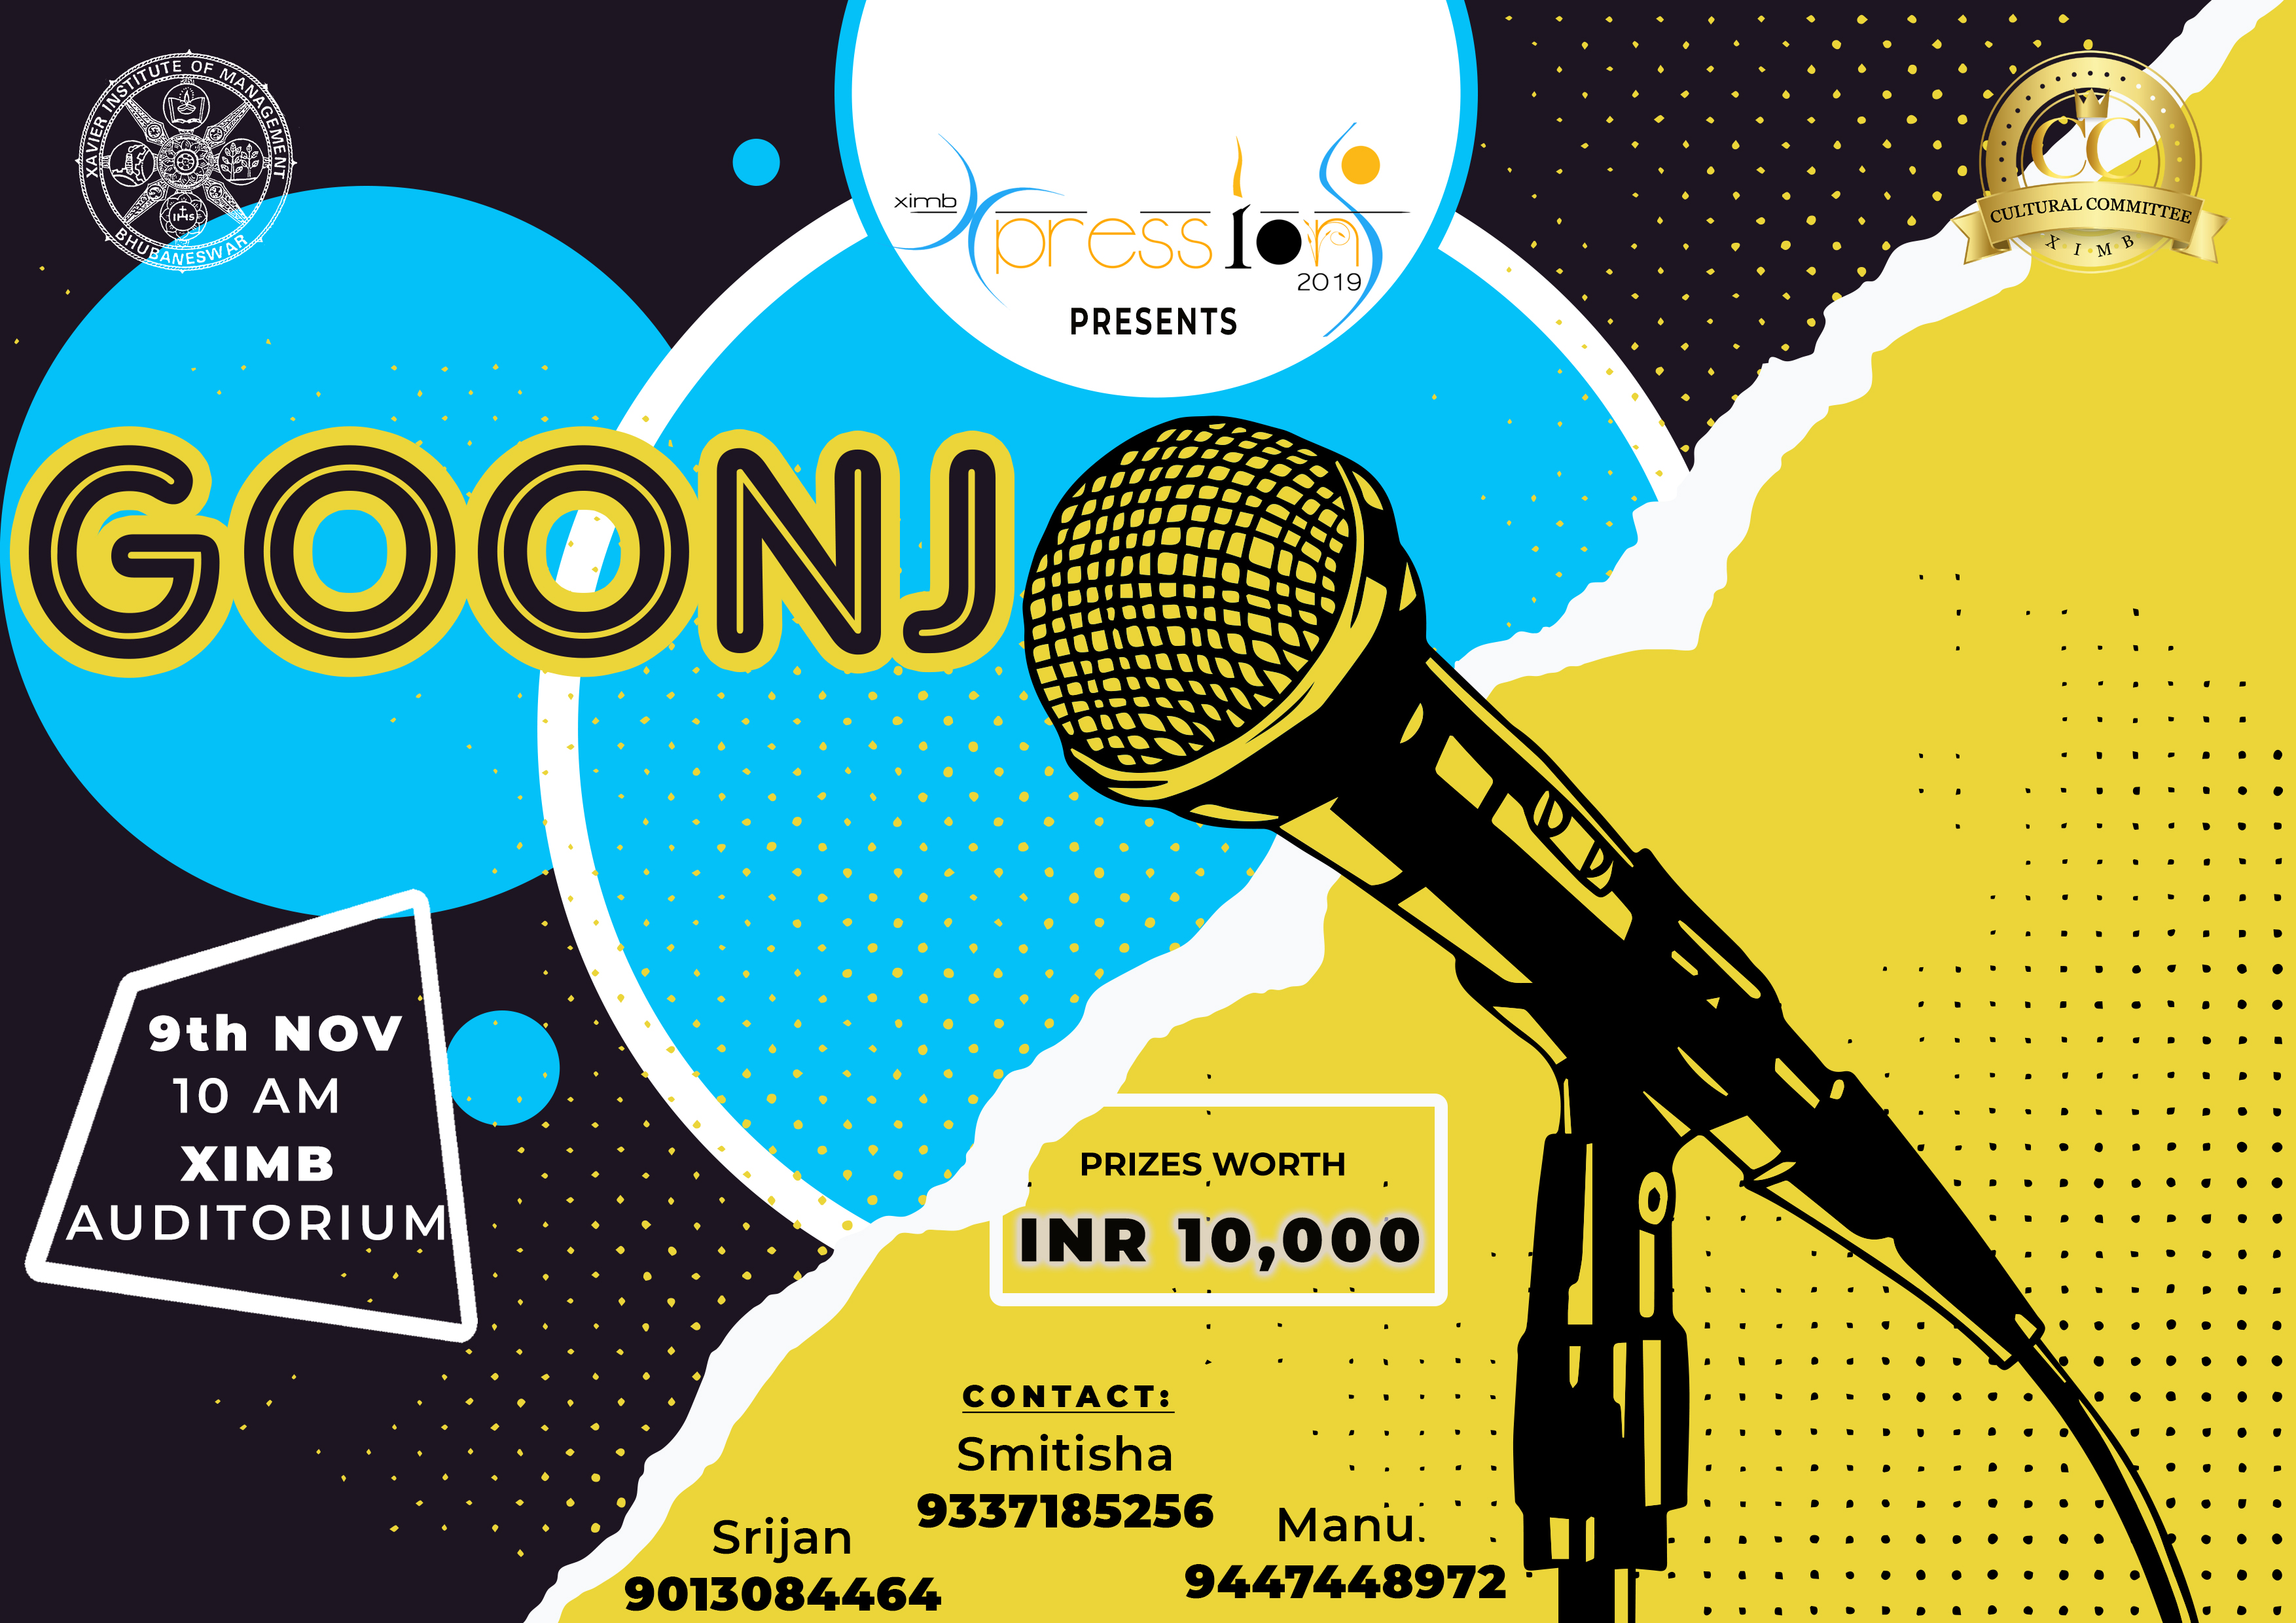 XAVIER INSTITUTE OF MANAGEMENT
BHUBANESWAR
IHS
CC
CULTURAL COMMITTEE
X I M B
ximb
Xpressions
2019
PRESENTS
GOONJ
9th NOV
10 AM
XIMB
AUDITORIUM
PRIZES WORTH
INR 10,000
CONTACT:
Smitisha
9337185256
Srijan
9013084464
Manu
9447448972